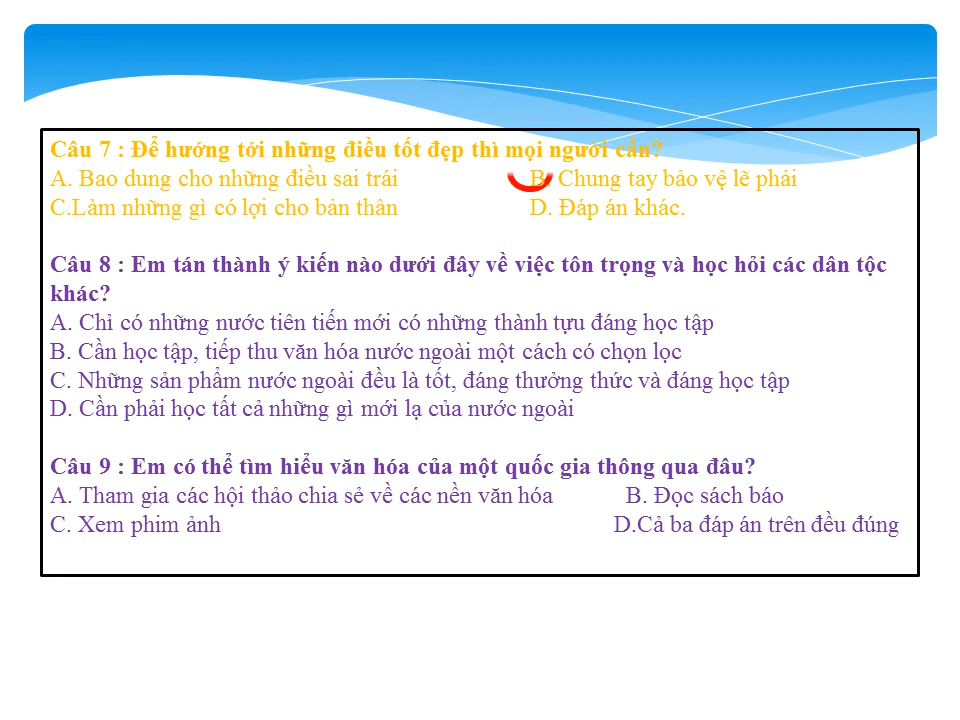 Câu 7 : Để hướng tới những điều tốt đẹp thì mọi người cần?
A. Bao dung cho những điều sai trái B. Chung tay bảo vệ lẽ phải
C.Làm những gì có lợi cho bản thân D. Đáp án khác.
Câu 8 : Em tán thành ý kiến nào dưới đây về việc tôn trọng và học hỏi các dân tộc
khác?
A. Chỉ có những nước tiên tiến mới có những thành tựu đáng học tập
B. Cần học tập, tiếp thu văn hóa nước ngoài một cách có chọn lọc
C. Những sản phẩm nước ngoài đều là tốt, đáng thưởng thức và đáng học tập
D. Cần phải học tất cả những gì mới lạ của nước ngoài
Câu 9 : Em có thể tìm hiểu văn hóa của một quốc gia thông qua đâu?
A. Tham gia các hội thảo chia sẻ về các nền văn hóa B. Đọc sách báo
C. Xem phim ảnh D.Cả ba đáp án trên đều đúng